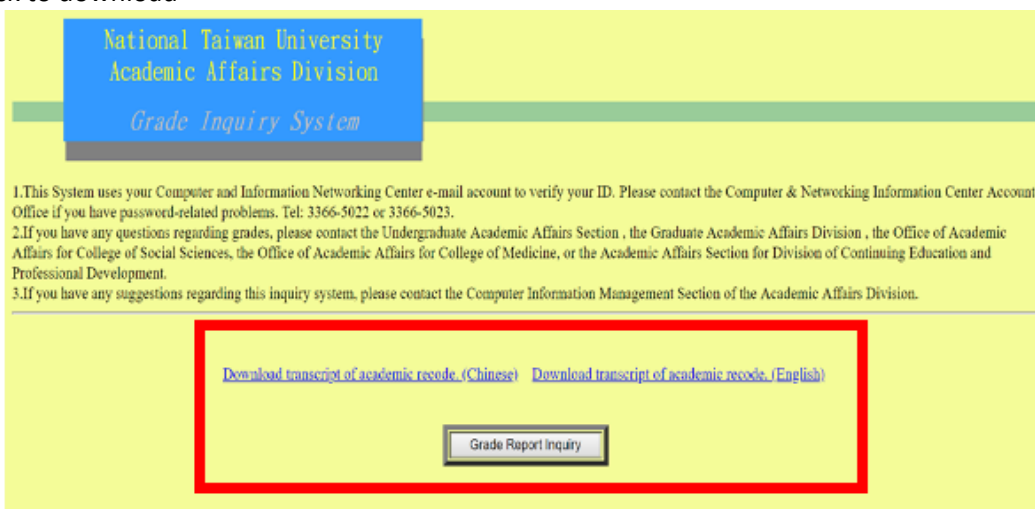 to download
National Taiwan University
Academic Affairs Division
Grade Inquiry System
1.This System uses your Computer and Information Networking Center e-mail account to verify your ID. Please contact the Computer & Networking Information Center Account
Office if you have password-related problems. Tel: 3366-5022 or 3366-5023.
2.If you have any questions regarding grades, please contact the Undergraduate Academic Affairs Section , the Graduate Academic Affairs Division , the Office of Academic
Affairs for College of Social Sciences, the Office of Academic Affairs for College of Medicine, or the Academic Affairs Section for Division of Continuing Education and
Professional Development.
3.If you have any suggestions regarding this inquiry system, please contact the Computer Information Management Section of the Academic Affairs Division.
Download transcript of academic recode. (Chinese) Download transcript of academic recode. (English)
Grade Report Inquiry